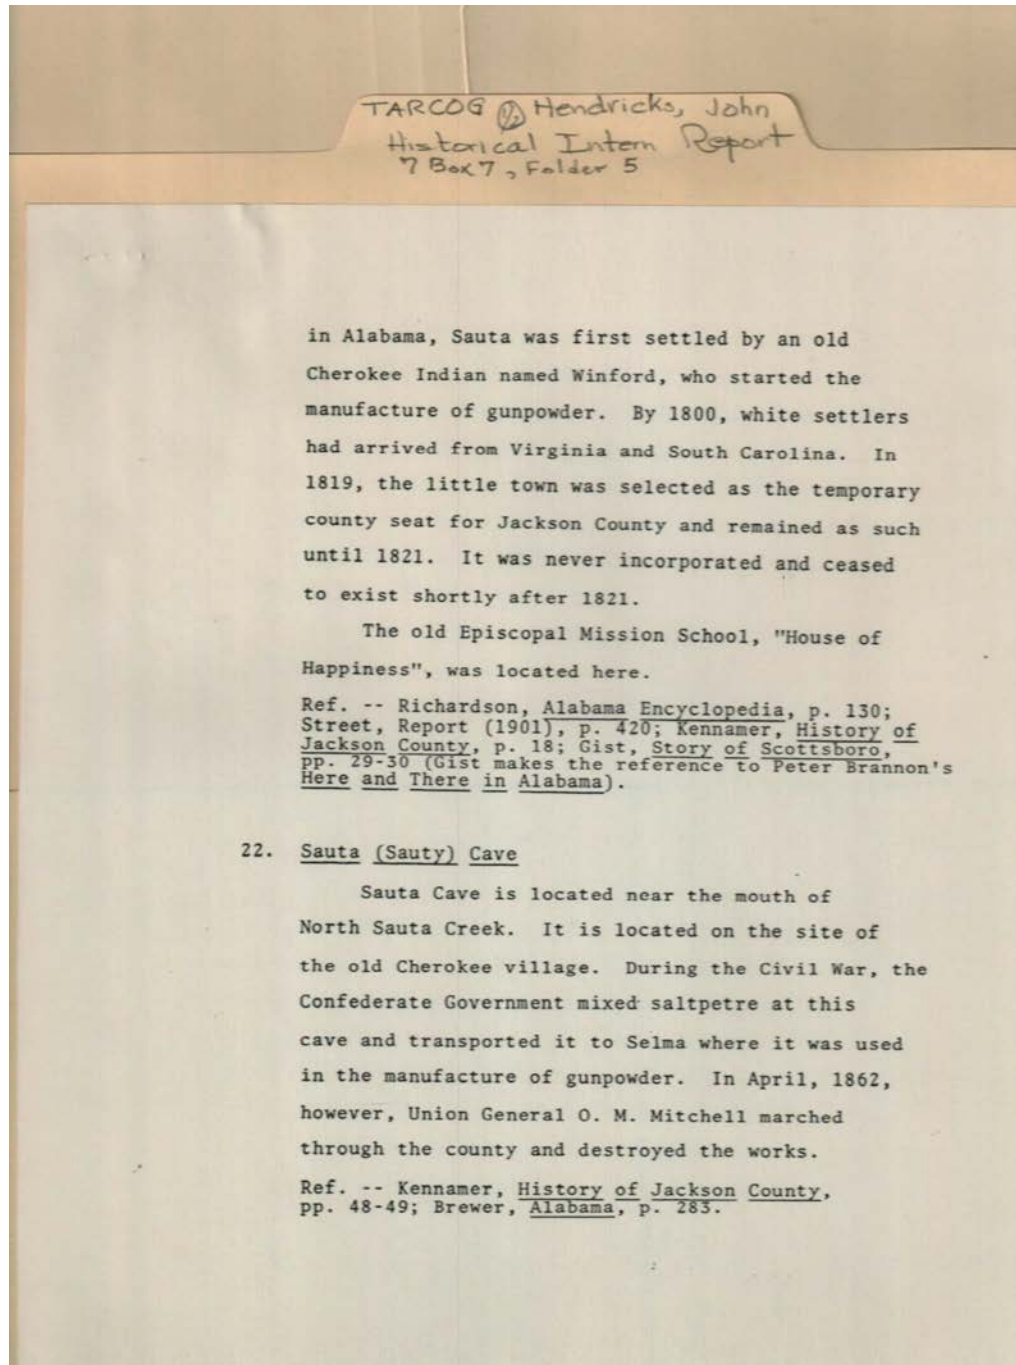 TARCOG Hendricks, John
Historical Intern Report
7 Box 7, Folder 5
in Alabama, Sauta was first settled by an old
Cherokee Indian named Winford, who started the
manufacture of gunpowder. By 1800, white settlers
had arrived from Virginia and South Carolina. In
1819, the little town was selected as the temporary
county seat for Jackson County and remained as such
until 1821. It was never incorporated and ceased
to exist shortly after 1821.
The old Episcopal Mission School, "House of
Happiness", was located here.
Ref. -- Richardson, Alabama Encyclopedia, p. 130;
Street, Report (1901), p. 420; Kennamer, History of
Jackson County, p. 18; Gist, Story of Scottsboro,
pp. 29-30 (Gist makes the reference to Peter Brannon's
Here and There in Alabama).
22. Sauta (Sauty) Cave
Sauta Cave is located near the mouth of
North Sauta Creek. It is located on the site of
the old Cherokee village. During the Civil War, the
Confederate Government mixed saltpetre at this
cave and transported it to Selma where it was used
in the manufacture of gunpowder. In April, 1862,
however, Union General O. M. Mitchell marched
through the county and destroyed the works.
Ref. -- Kennamer, History of Jackson County,
pp. 48-49; Brewer, Alabama, p. 283.